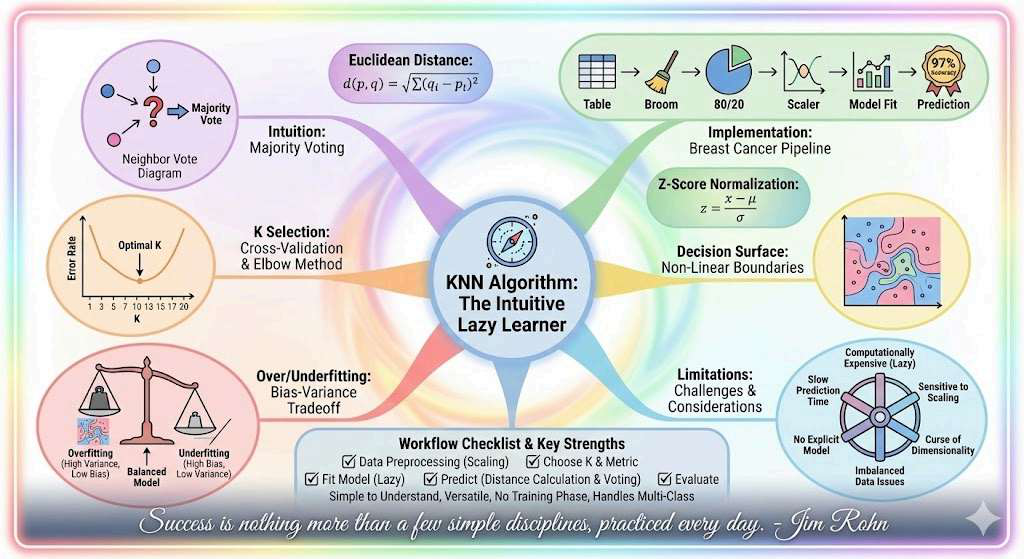 Neighbor Vote
Diagram
?
Majority
Vote
Intuition:
Majority Voting
Euclidean Distance:
d(p, q) = √∑(qᵢ − pᵢ)²
Table
Broom
80/20
Scaler
Model Fit
Prediction
97%
Implementation:
Breast Cancer Pipeline
Z-Score Normalization:
z = (x − μ) / σ
K Selection:
Cross-Validation
& Elbow Method
Error Rate
Optimal K
1 3 5 7 10 13 15 17 20
K
KNN Algorithm:
The Intuitive
Lazy Learner
Decision Surface:
Non-Linear Boundaries
Over/Underfitting:
Bias-Variance
Tradeoff
Overfitting
(High Variance,
Low Bias)
Balanced
Model
Underfitting
(High Bias,
Low Variance)
Limitations:
Challenges &
Considerations
Computationally
Expensive (Lazy)
Slow
Prediction
Time
Sensitive to
Scaling
No Explicit
Model
Curse of
Dimensionality
Imbalanced
Data Issues
Workflow Checklist & Key Strengths
☑ Data Preprocessing (Scaling) ☑ Choose K & Metric
☑ Fit Model (Lazy) ☑ Predict (Distance Calculation & Voting) ☑ Evaluate
Simple to Understand, Versatile, No Training Phase, Handles Multi-Class
Success is nothing more than a few simple disciplines, practiced every day. - Jim Rohn